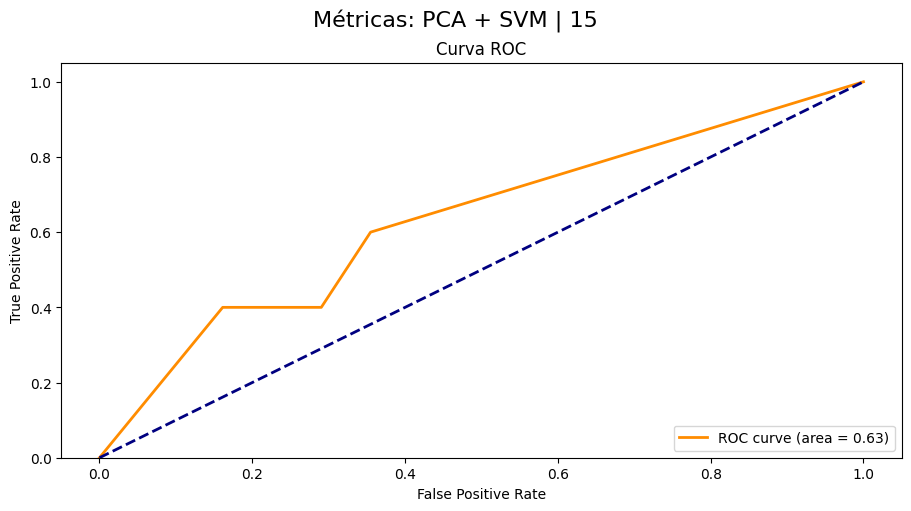 Métricas: PCA + SVM | 15
Curva ROC
True Positive Rate
1.0
0.8
0.6
0.4
0.2
0.0
0.0 0.2 0.4 0.6 0.8 1.0
False Positive Rate
ROC curve (area = 0.63)